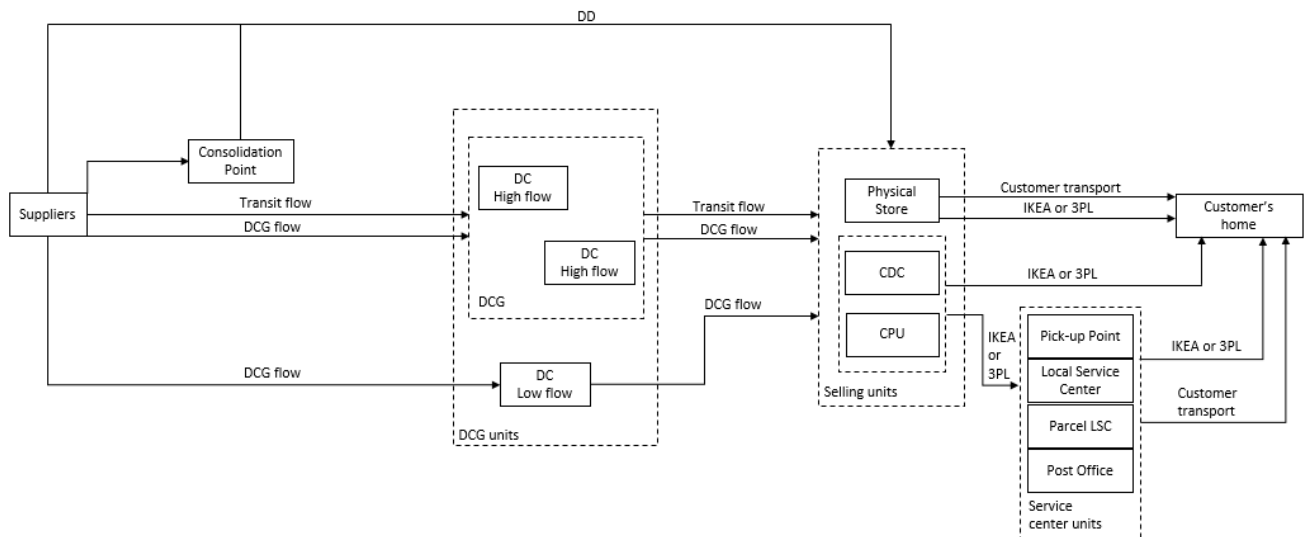 DD
Consolidation
Point
Suppliers
Transit flow
DCG flow
DCG flow
DC
High flow
DC
High flow
DCG
DC
Low flow
DCG units
Transit flow
DCG flow
DCG flow
Physical
Store
CDC
CPU
Selling units
Customer transport
IKEA or 3PL
IKEA or 3PL
IKEA
or
3PL
Customer's
home
Pick-up Point
Local Service
Center
Parcel LSC
Post Office
Service
center units
IKEA or 3PL
Customer
transport